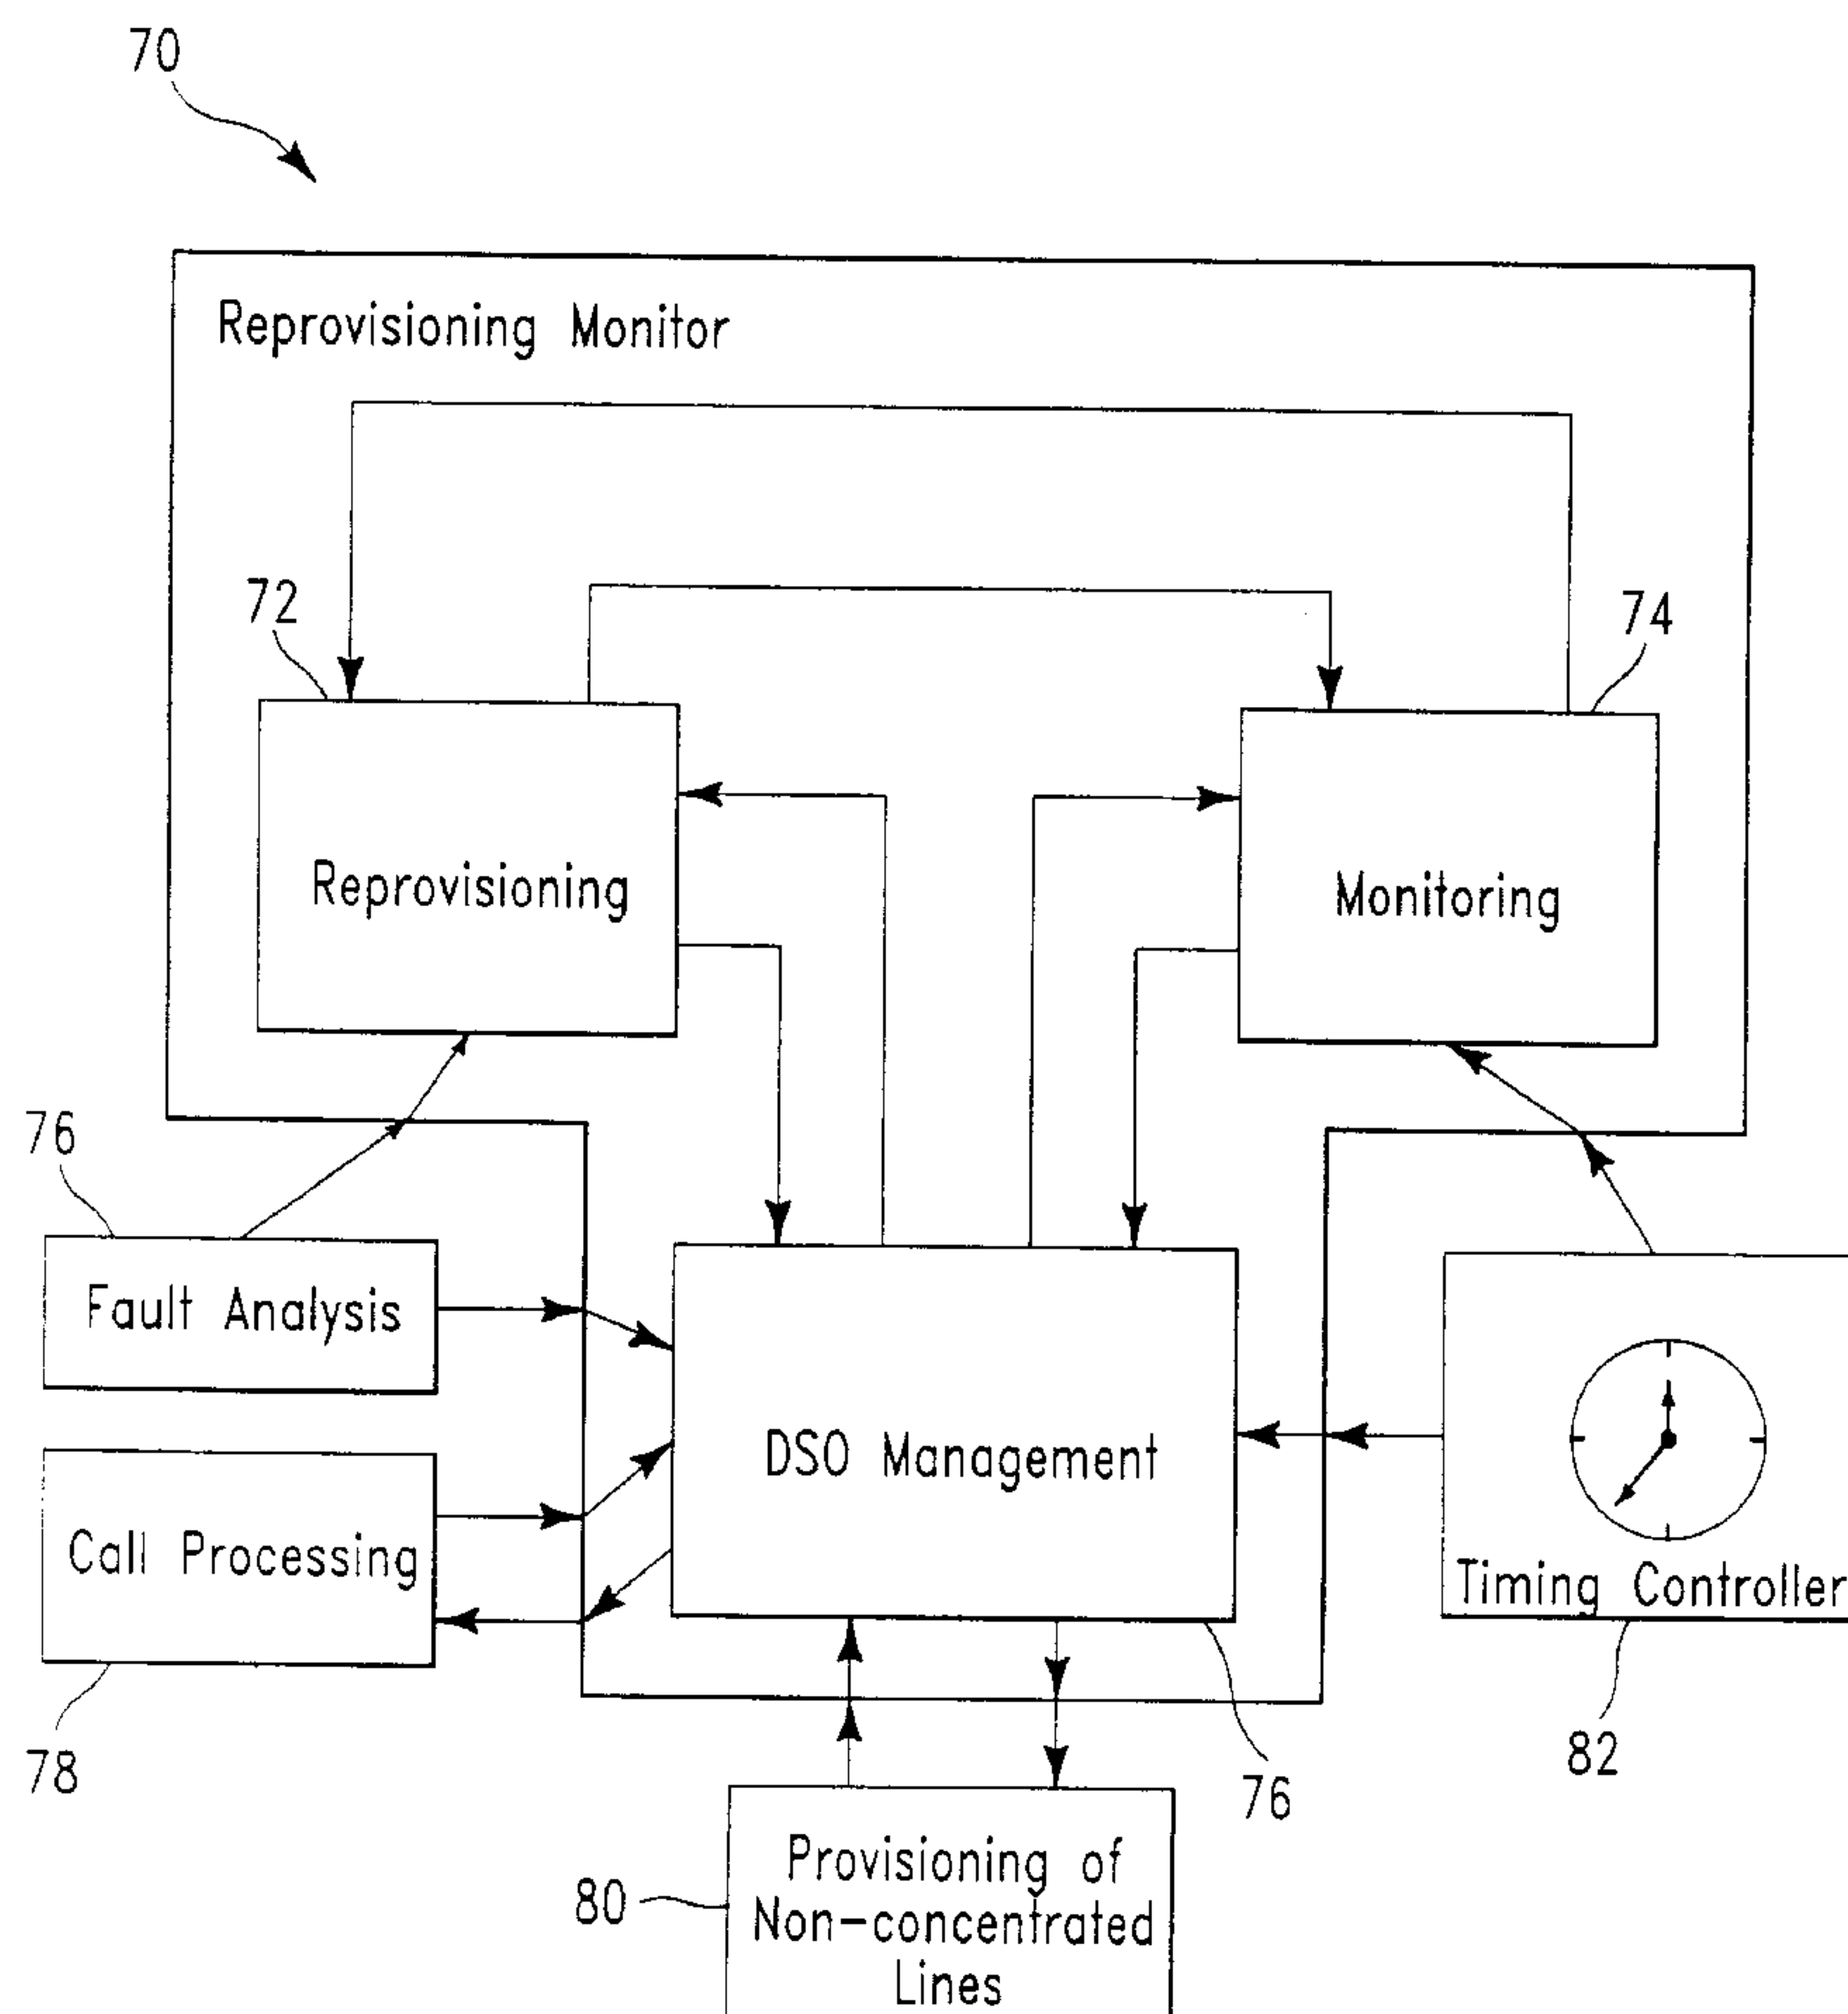 70
Reprovisioning Monitor
72
74
Reprovisioning
Monitoring
76
Fault Analysis
DSO Management
Call Processing
Timing Controller
78
76
82
80
Provisioning of
Non-concentrated
Lines